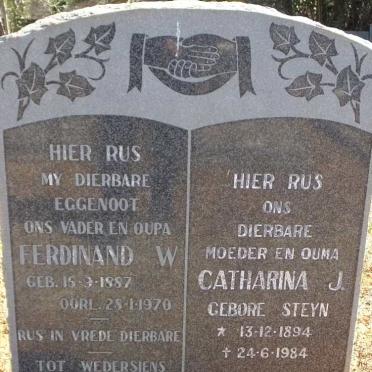 HIER RUS
MY DIERBARE
EGGENOOT
ONS VADER EN OUPA
FERDINAND W
GEB. 15-3-1887
OORL. 28-1-1970
RUS IN VREDE DIERBARE
TOT WEDERSIENS
HIER RUS
ONS
DIERBARE
MOEDER EN OUMA
CATHARINA J.
GEBORE STEYN
* 13-12-1894
+ 24-6-1984